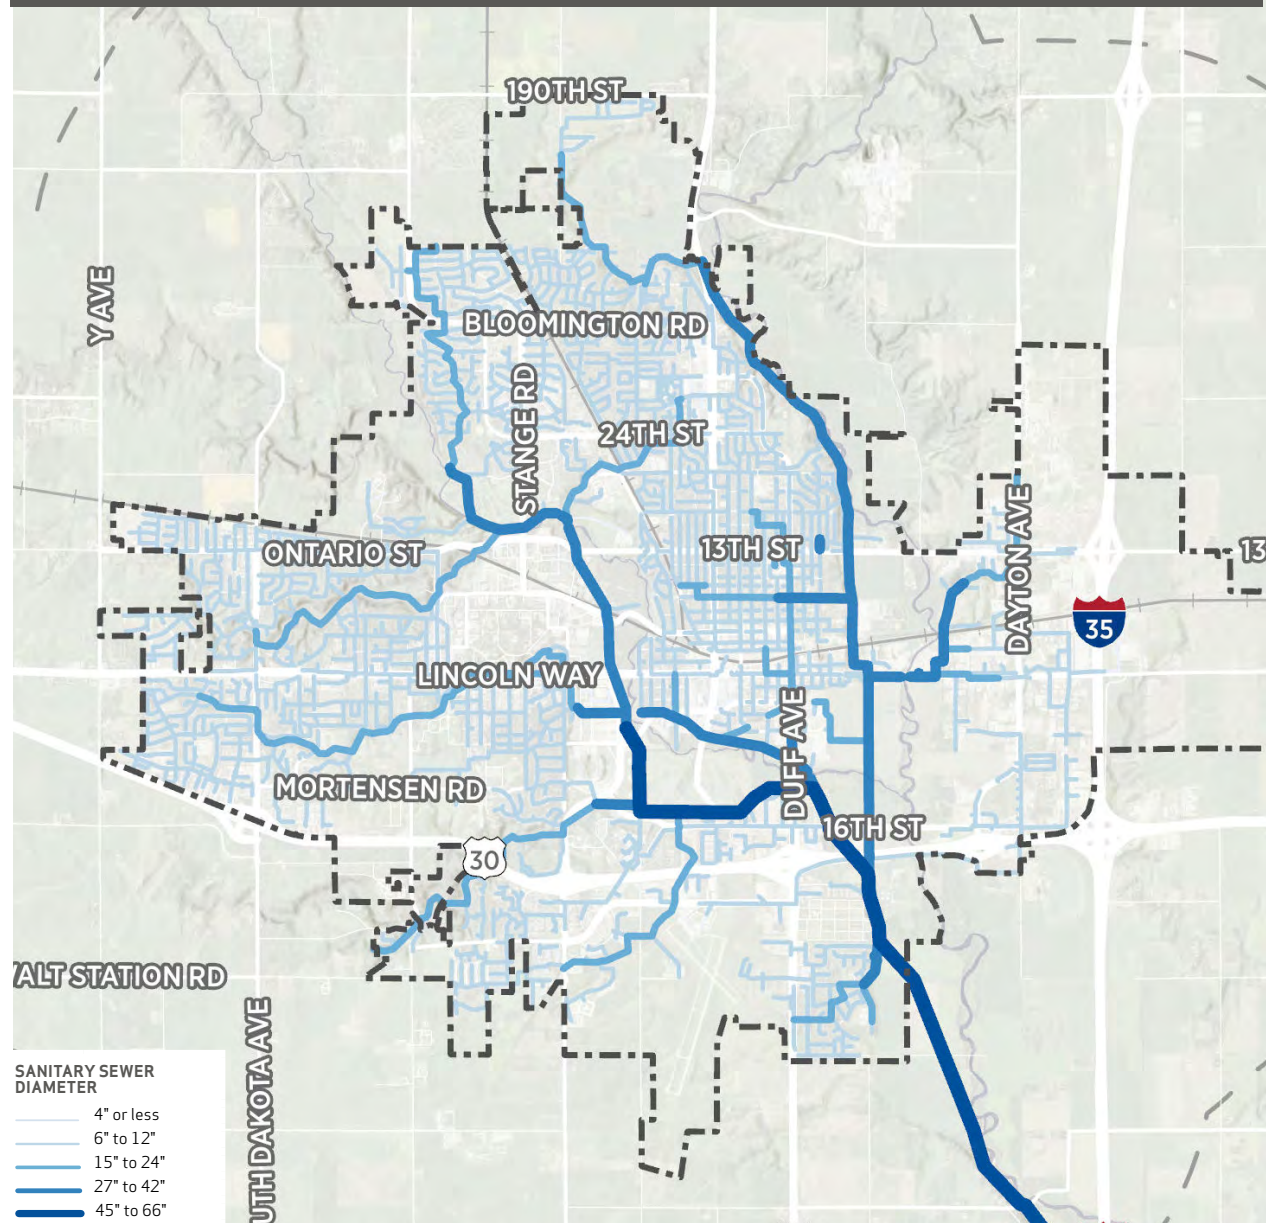 190TH ST
Y AVE
BLOOMINGTON RD
STANGE RD
24TH ST
ONTARIO ST
13TH ST
13
DAYTON AVE
35
LINCOLN WAY
DUFF AVE
MORTENSEN RD
16TH ST
30
ALT STATION RD
UTH DAKOTA AVE
SANITARY SEWER
DIAMETER
4" or less
6" to 12"
15" to 24"
27" to 42"
45" to 66"